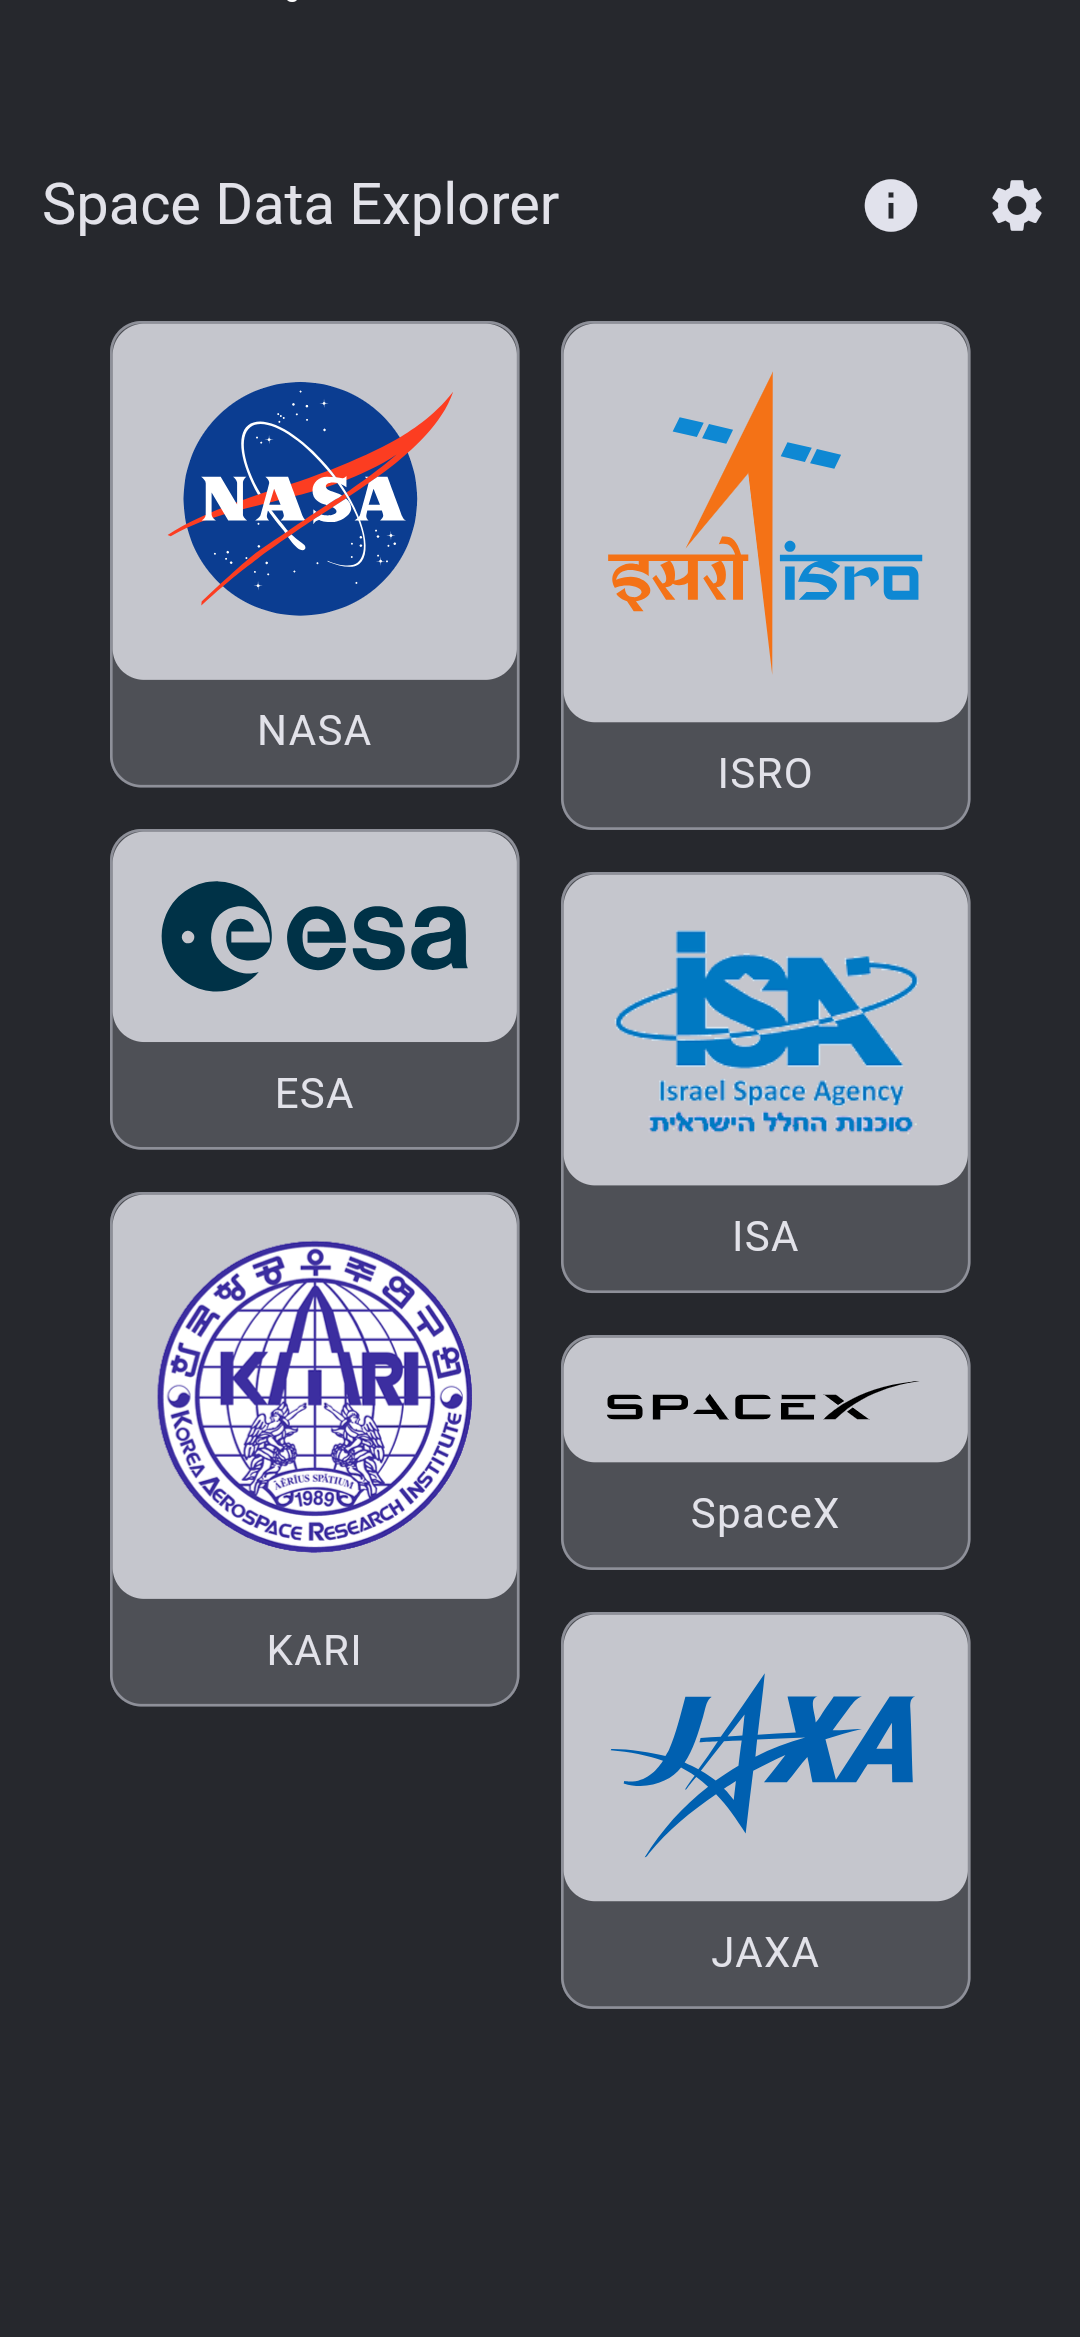 Space Data Explorer
NASA
NASA
इसरो isro
ISRO
esa
ESA
iSA
Israel Space Agency
סוכנות החלל הישראלית
ISA
한국항공우주연구원
KARI
AERIUS SPATIUM
1989
KOREA AEROSPACE RESEARCH INSTITUTE
KARI
SPACEX
SpaceX
JAXA
JAXA